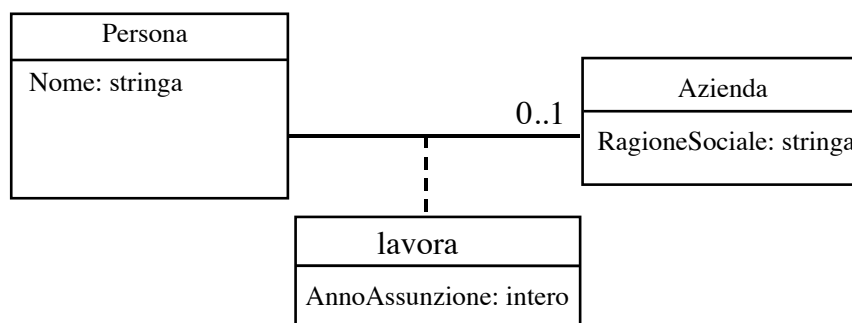 Persona
Nome: stringa
0..1
Azienda
RagioneSociale: stringa
lavora
AnnoAssunzione: intero